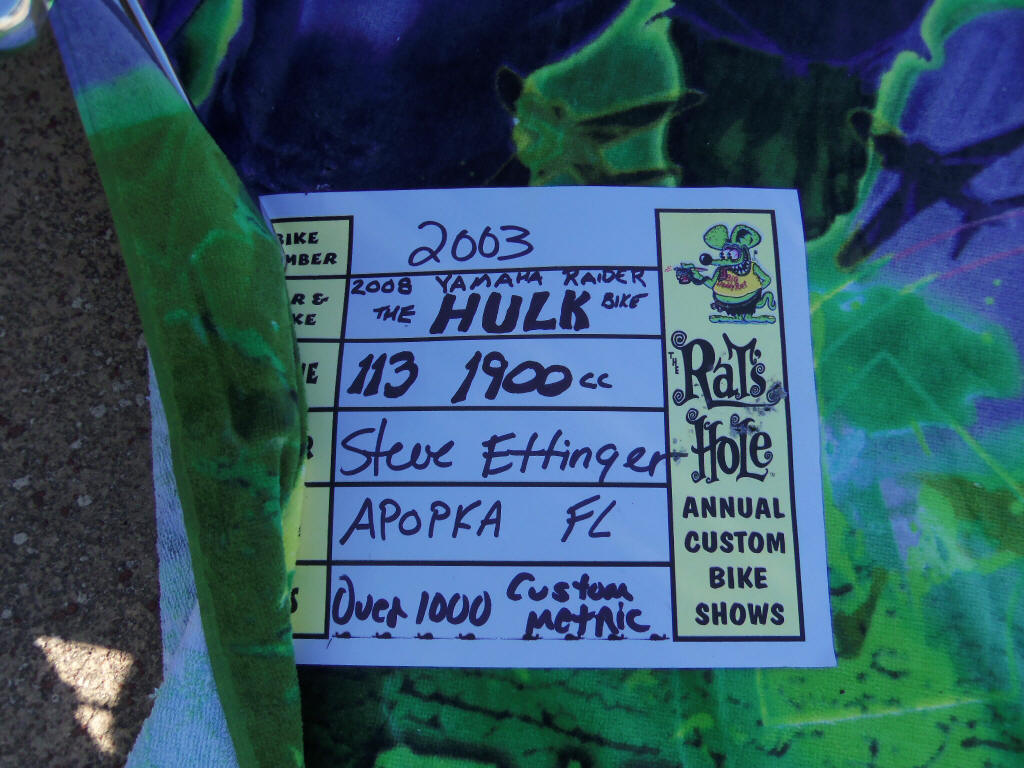 BIKE
MBER
2003
R &
KE
2008 YAMAHA RAIDER
THE HULK BIKE
NE
113 1900cc
R
Steve Ettinger
APOPKA FL
S
Over 1000 Custom
Metric
THE
RAT'S
HOLE
ANNUAL
CUSTOM
BIKE
SHOWS